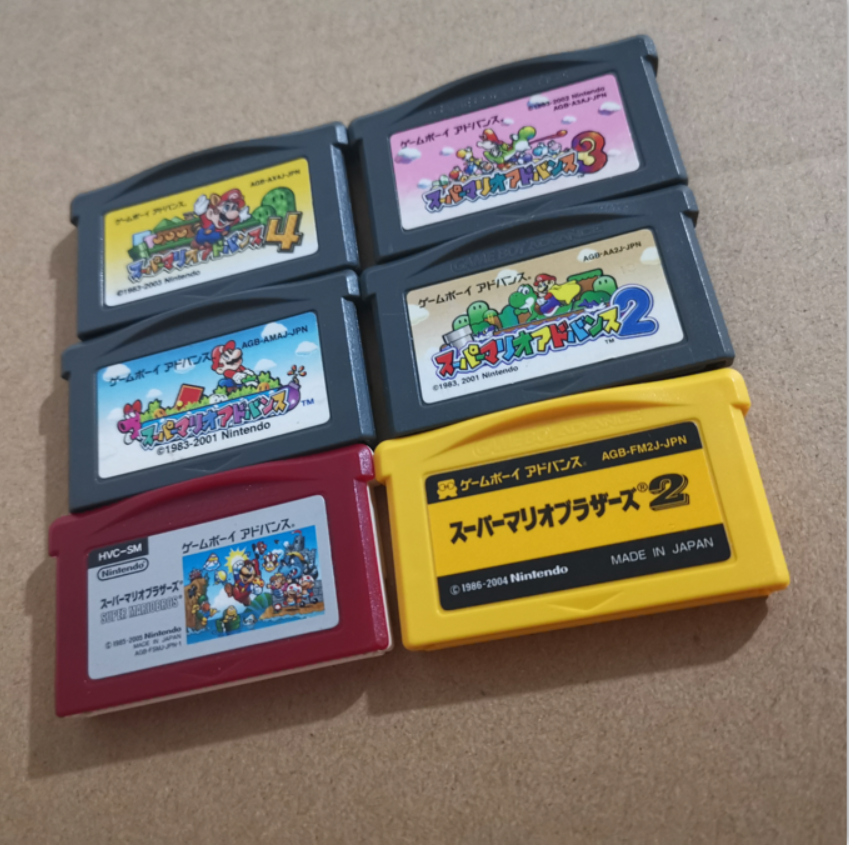 ゲームボーイ アドバンス
AGB-AX4J-JPN
スーパーマリオアドバンス4
©1983-2003 Nintendo
©1983-2002 Nintendo
AGB-A3AJ-JPN
ゲームボーイ アドバンス
スーパーマリオアドバンス3
ゲームボーイ アドバンス
AGB-AMAJ-JPN
スーパーマリオアドバンス™
©1983-2001 Nintendo
ゲームボーイ アドバンス
AGB-AA2J-JPN
スーパーマリオアドバンス2
™
©1983, 2001 Nintendo
HVC-SM
Nintendo
ゲームボーイ アドバンス。
スーパーマリオブラザーズ
SUPER MARIOBROS
© 1985-2005 Nintendo
MADE IN JAPAN
ゲームボーイ アドバンス。
AGB-FM2J-JPN
スーパーマリオブラザーズ®2
© 1986-2004 Nintendo
MADE IN JAPAN